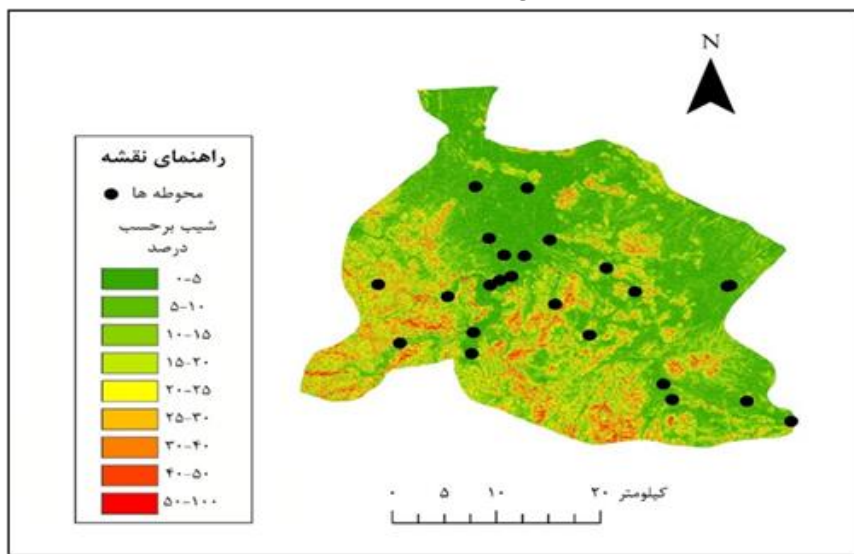 N
راهنمای نقشه
محوطه ها
شیب برحسب
درصد
۰-۵
۵-۱۰
۱۰-۱۵
۱۵-۲۰
۲۰-۲۵
۲۵-۳۰
۳۰-۴۰
۴۰-۵۰
۵۰-۱۰۰
۰ ۵ ۱۰ ۲۰ کیلومتر